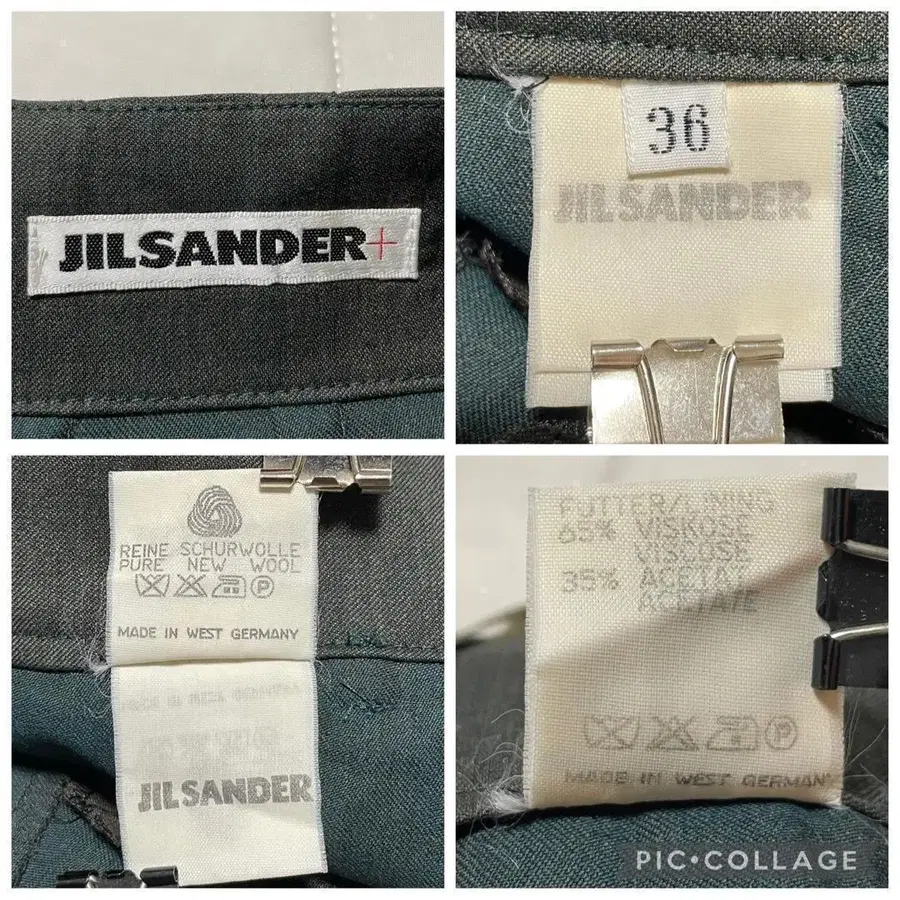 JILSANDER+
36
JILSANDER
REINE SCHURWOLLE
PURE NEW WOOL
P
MADE IN WEST GERMANY
JILSANDER
FUTTER/LINING
65% VISKOSE
VISCOSE
35% ACETAT
ACETATE
P
MADE IN WEST GERMAN
PIC•COLLAGE